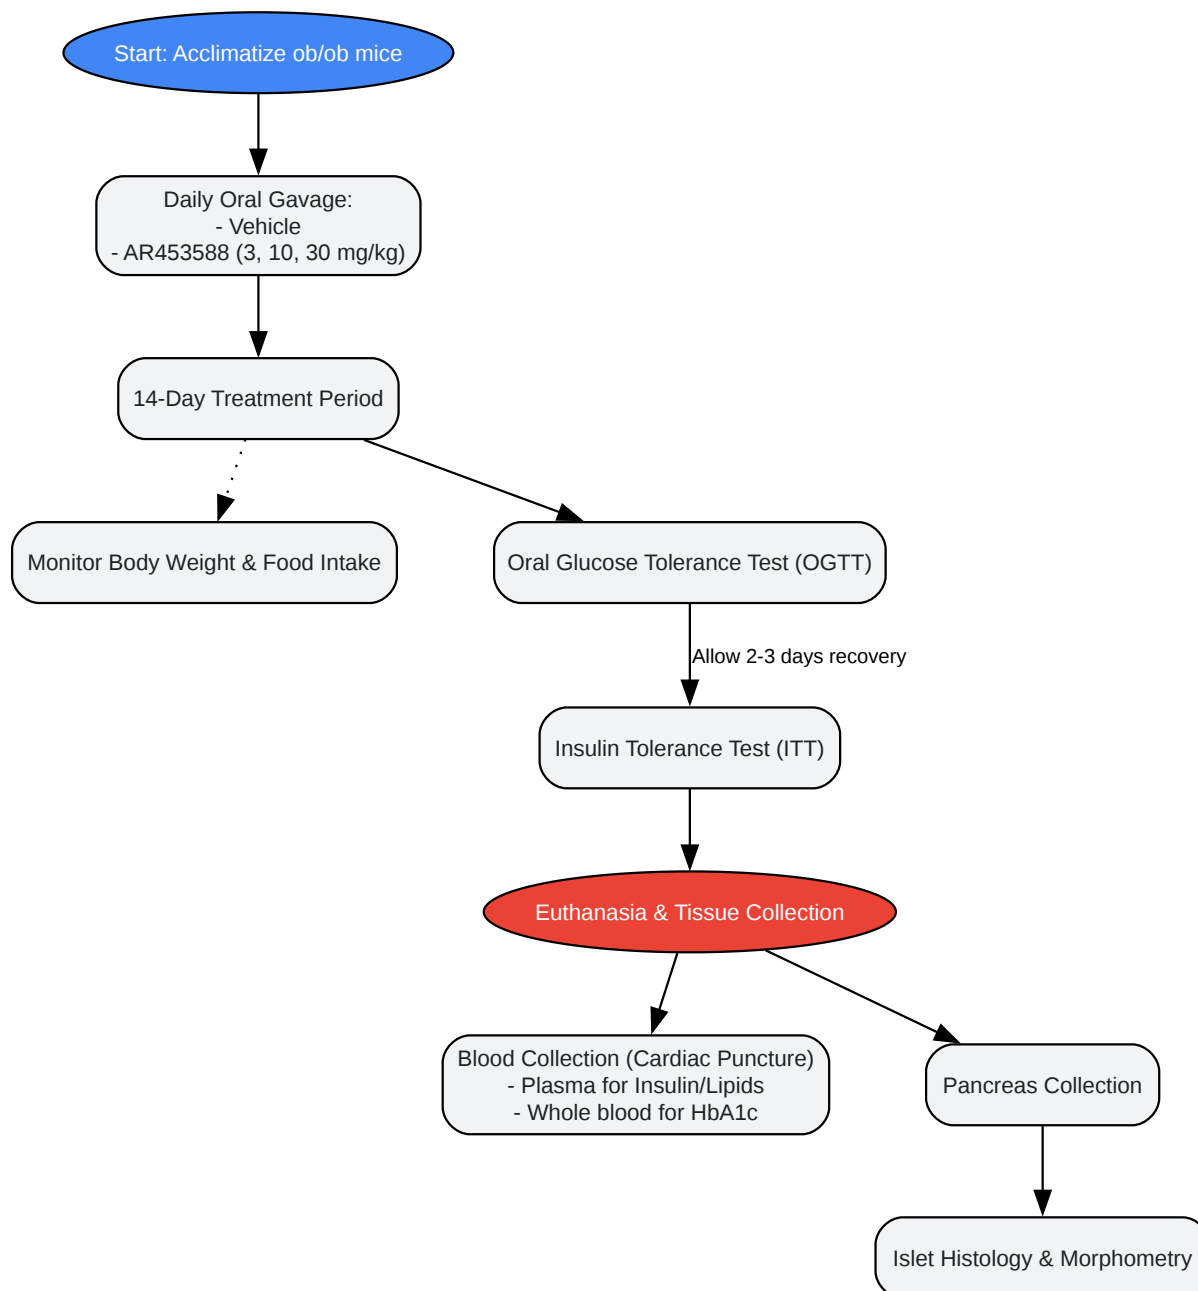 Start: Acclimatize ob/ob mice
Daily Oral Gavage:
- Vehicle
- AR453588 (3, 10, 30 mg/kg)
14-Day Treatment Period
Monitor Body Weight & Food Intake
Oral Glucose Tolerance Test (OGTT)
Allow 2-3 days recovery
Insulin Tolerance Test (ITT)
Euthanasia & Tissue Collection
Blood Collection (Cardiac Puncture)
- Plasma for Insulin/Lipids
- Whole blood for HbA1c
Pancreas Collection
Islet Histology & Morphometry